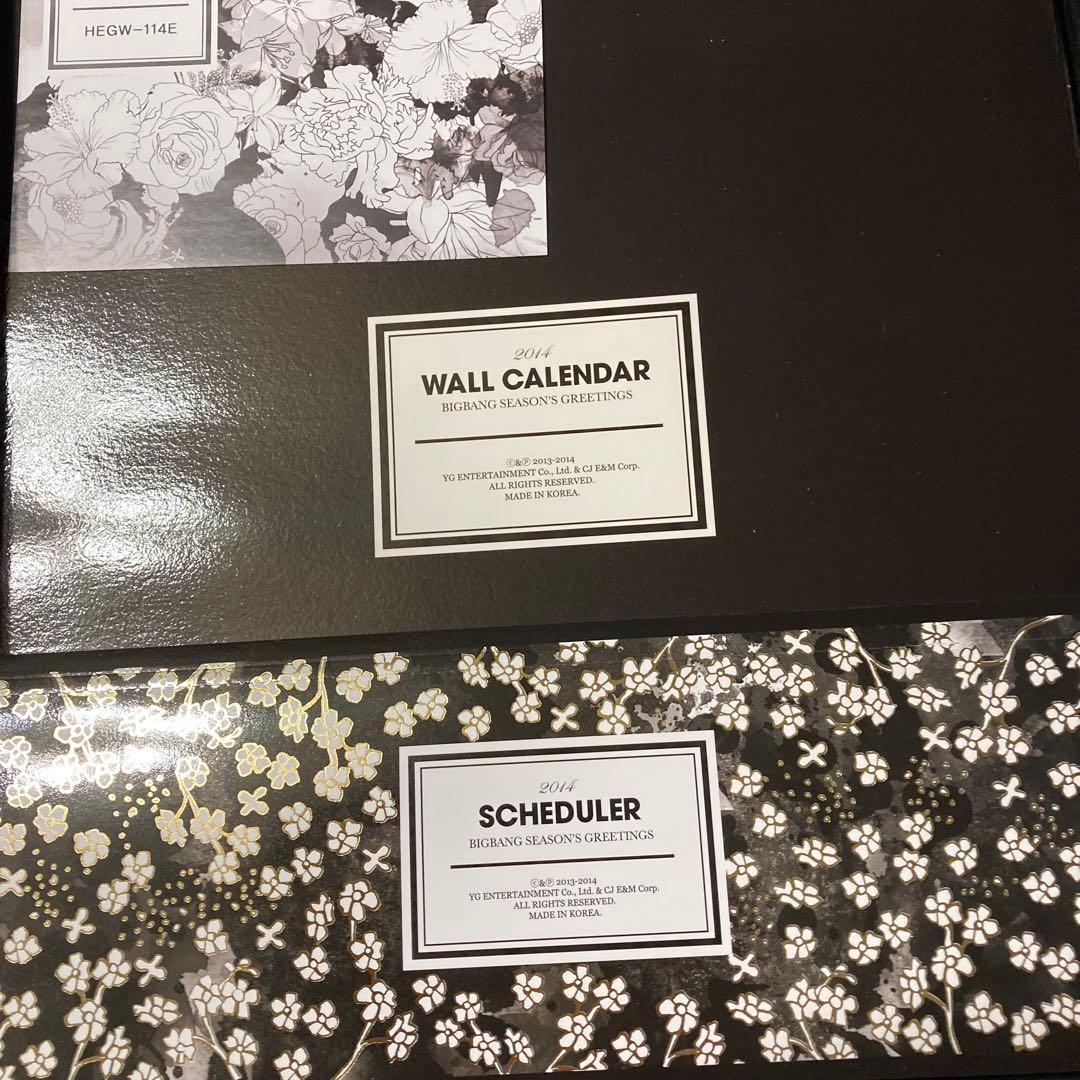 HEGW-114E
2014
WALL CALENDAR
BIGBANG SEASON'S GREETINGS
ⓒ&Ⓟ 2013-2014
YG ENTERTAINMENT Co., Ltd. & CJ E&M Corp.
ALL RIGHTS RESERVED.
MADE IN KOREA.
2014
SCHEDULER
BIGBANG SEASON'S GREETINGS
ⓒ&Ⓟ 2013-2014
YG ENTERTAINMENT Co., Ltd. & CJ E&M Corp.
ALL RIGHTS RESERVED.
MADE IN KOREA.